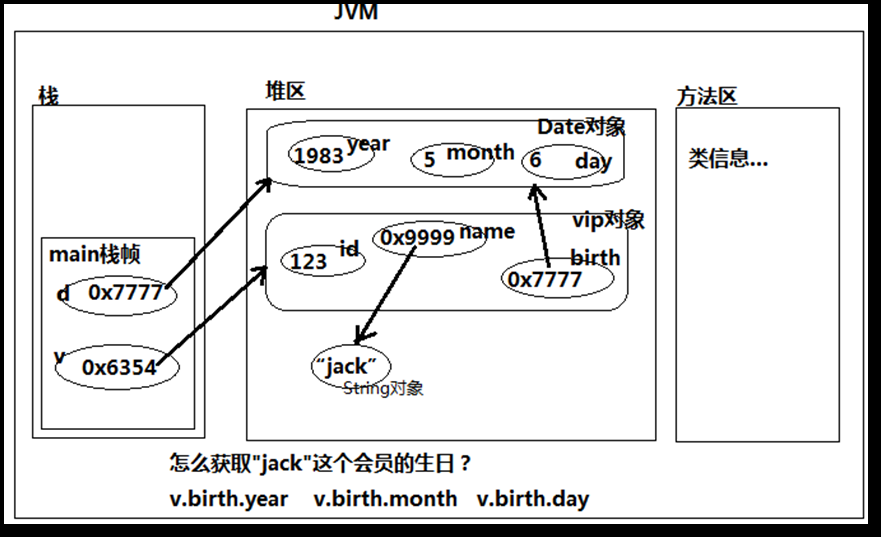 JVM
栈
堆区
方法区
Date对象
1983 year
5 month
6 day
类信息...
vip对象
main栈帧
123 id
0x9999 name
birth
0x7777
d 0x7777
v
0x6354
“jack”
String对象
怎么获取"jack"这个会员的生日？
v.birth.year v.birth.month v.birth.day